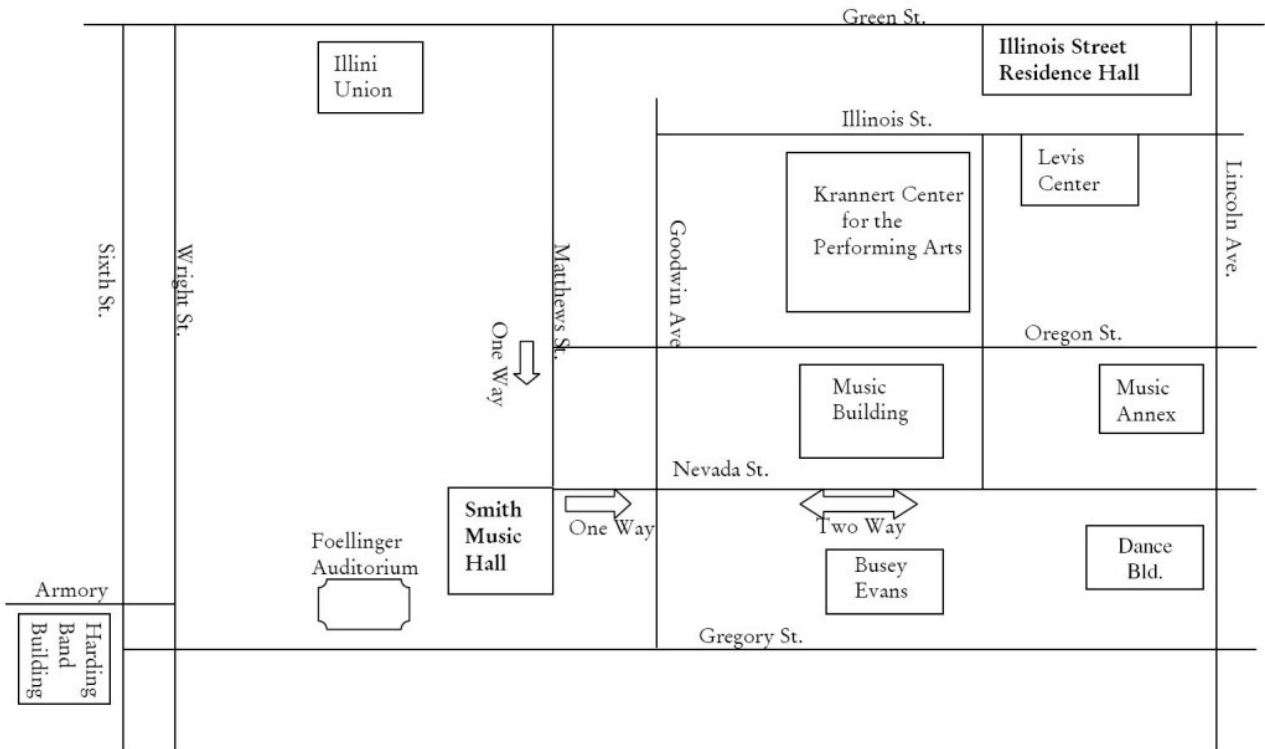 Green St.
Illini
Union
Illinois Street
Residence Hall
Illinois St.
Levis
Center
Krannert Center
for the
Performing Arts
Sixth St.
Wright St.
Matthews St.
Goodwin Ave
Lincoln Ave.
One Way
Oregon St.
Music
Building
Music
Annex
Nevada St.
Smith
Music
Hall
One Way
Two Way
Foellinger
Auditorium
Busey
Evans
Dance
Bld.
Armory
Harding
Band
Building
Gregory St.